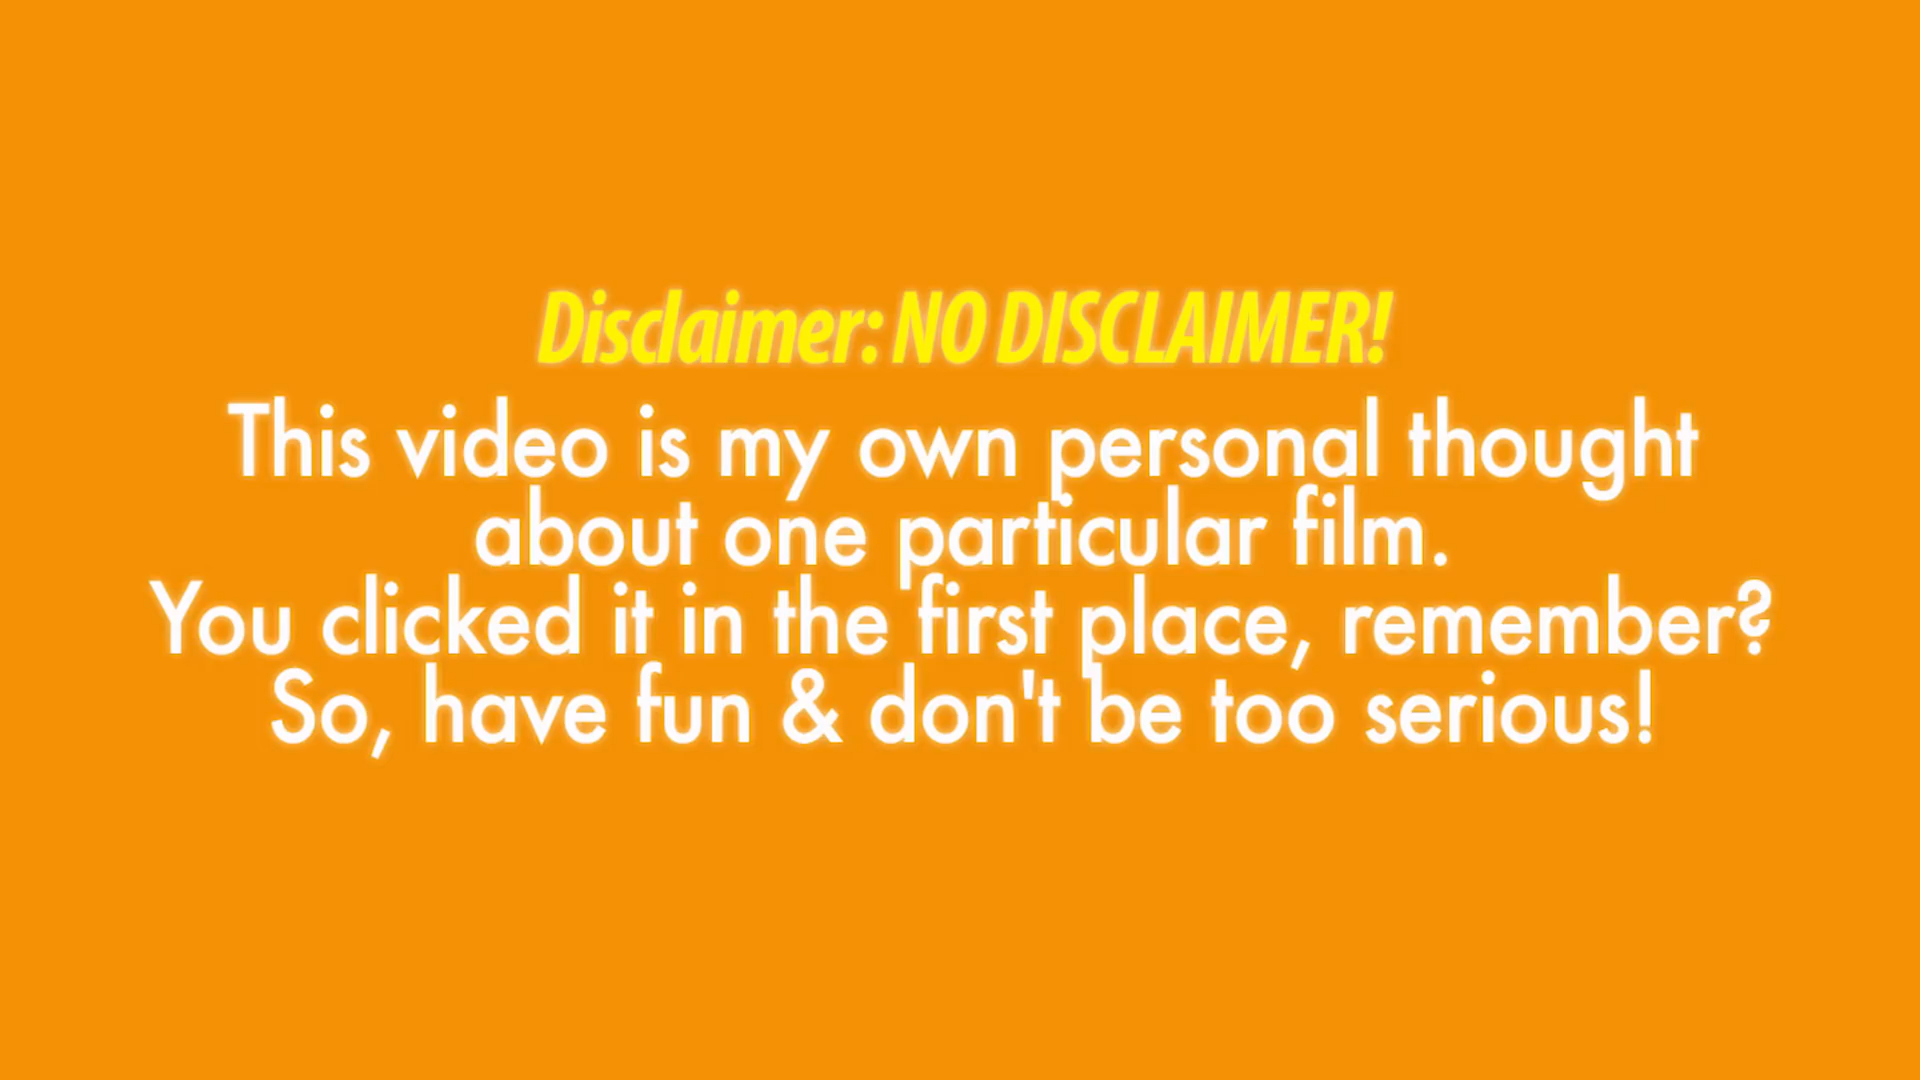 Disclaimer: NO DISCLAIMER!
This video is my own personal thought
about one particular film.
You clicked it in the first place, remember?
So, have fun & don't be too serious!